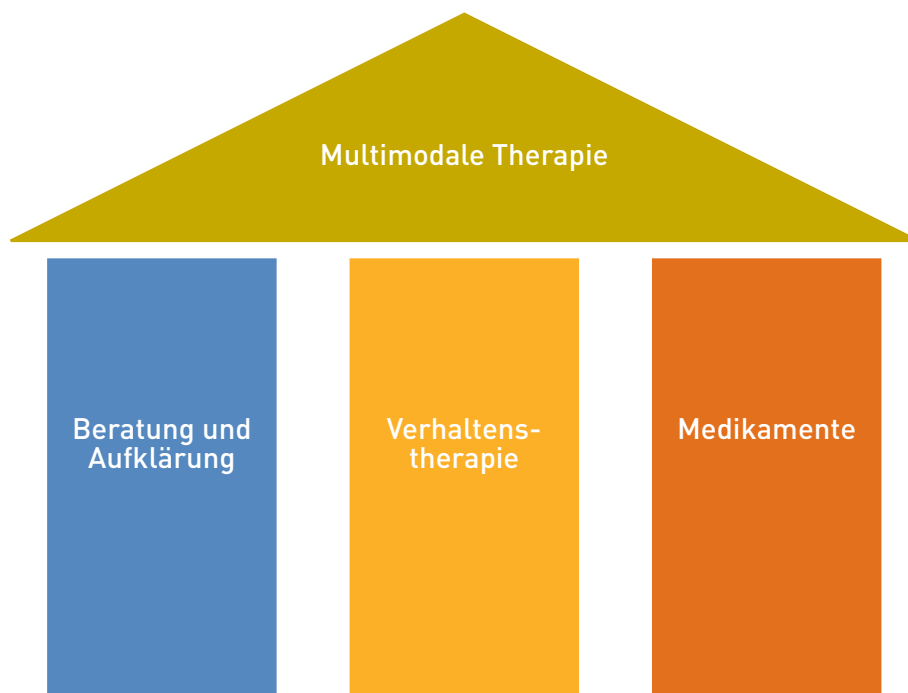 Multimodale Therapie
Beratung und
Aufklärung
Verhaltens-
therapie
Medikamente